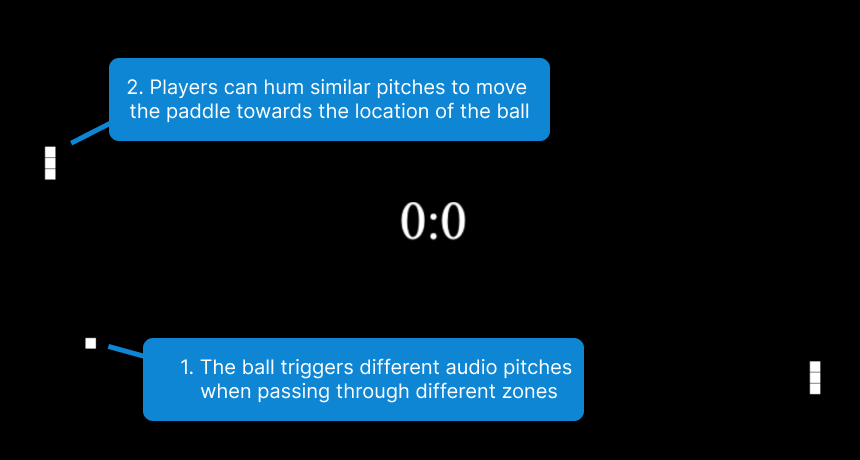 2. Players can hum similar pitches to move
the paddle towards the location of the ball
0:0
1. The ball triggers different audio pitches
when passing through different zones